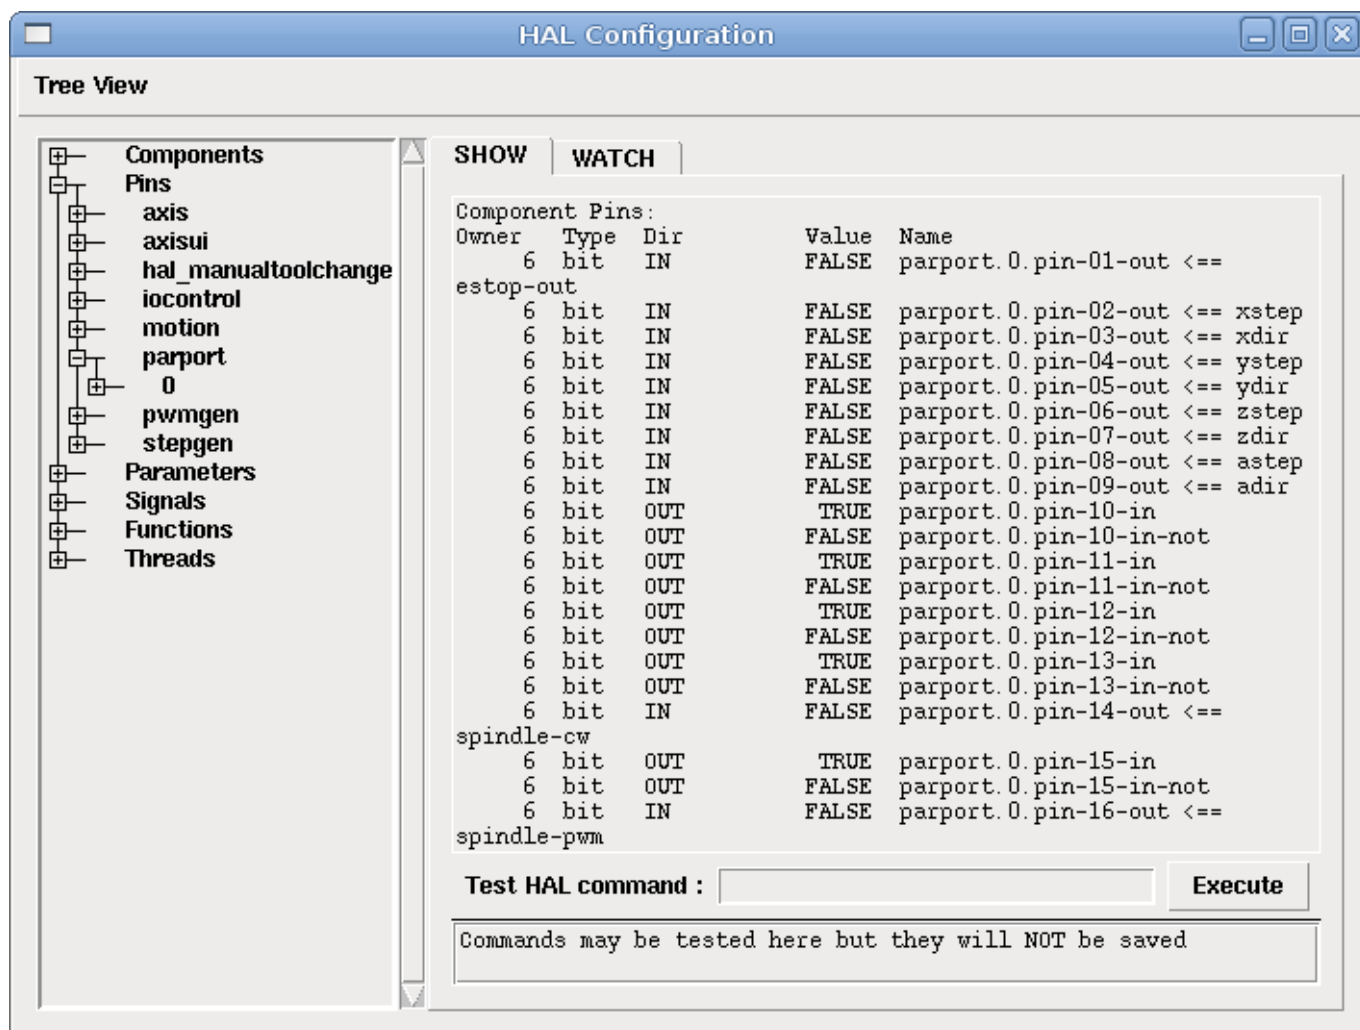 HAL Configuration
Tree View
Components
Pins
axis
axisui
hal_manualtoolchange
iocontrol
motion
parport
0
pwmgen
stepgen
Parameters
Signals
Functions
Threads
SHOW WATCH
Component Pins:
Owner Type Dir Value Name
6 bit IN FALSE parport.0.pin-01-out <==
estop-out
6 bit IN FALSE parport.0.pin-02-out <== xstep
6 bit IN FALSE parport.0.pin-03-out <== xdir
6 bit IN FALSE parport.0.pin-04-out <== ystep
6 bit IN FALSE parport.0.pin-05-out <== ydir
6 bit IN FALSE parport.0.pin-06-out <== zstep
6 bit IN FALSE parport.0.pin-07-out <== zdir
6 bit IN FALSE parport.0.pin-08-out <== astep
6 bit IN FALSE parport.0.pin-09-out <== adir
6 bit OUT TRUE parport.0.pin-10-in
6 bit OUT FALSE parport.0.pin-10-in-not
6 bit OUT TRUE parport.0.pin-11-in
6 bit OUT FALSE parport.0.pin-11-in-not
6 bit OUT TRUE parport.0.pin-12-in
6 bit OUT FALSE parport.0.pin-12-in-not
6 bit OUT TRUE parport.0.pin-13-in
6 bit OUT FALSE parport.0.pin-13-in-not
6 bit IN FALSE parport.0.pin-14-out <==
spindle-cw
6 bit OUT TRUE parport.0.pin-15-in
6 bit OUT FALSE parport.0.pin-15-in-not
6 bit IN FALSE parport.0.pin-16-out <==
spindle-pwm
Test HAL command : Execute
Commands may be tested here but they will NOT be saved